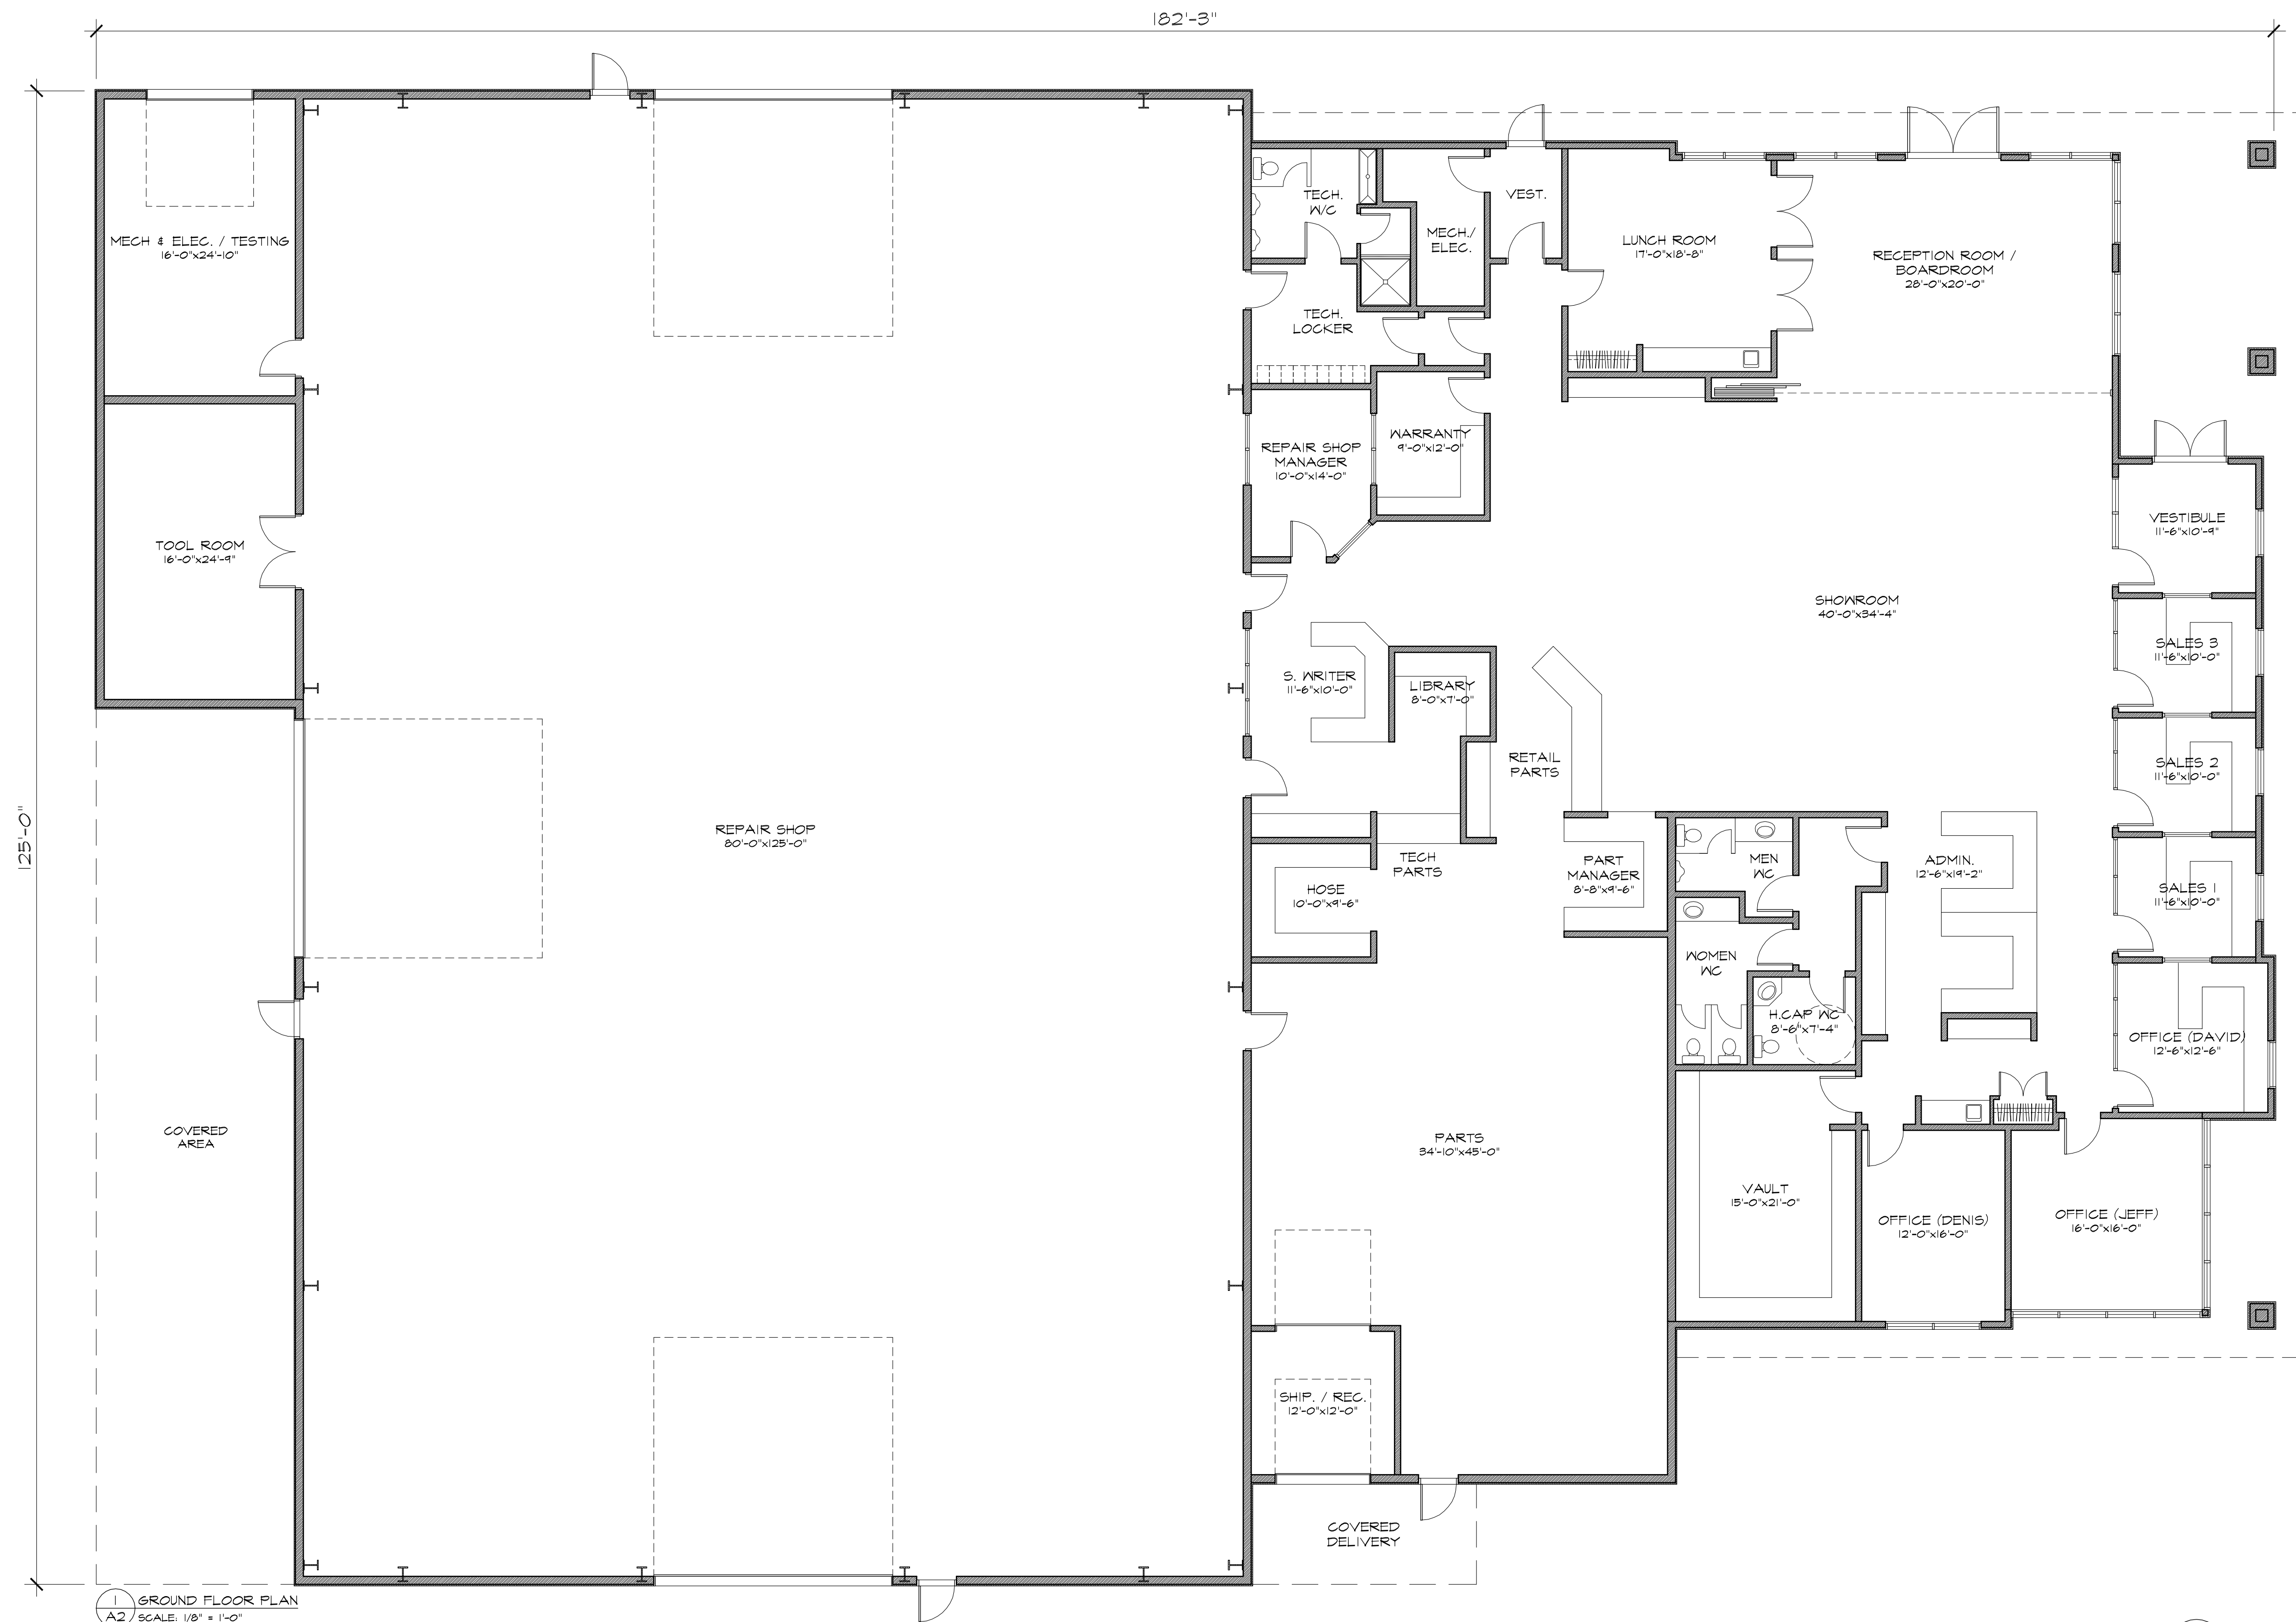 182'-3"
125'-0"
MECH & ELEC. / TESTING
16'-0"x24'-10"
TECH.
W/C
MECH./
ELEC.
VEST.
LUNCH ROOM
17'-0"x18'-8"
RECEPTION ROOM /
BOARDROOM
28'-0"x20'-0"
TECH.
LOCKER
REPAIR SHOP
MANAGER
10'-0"x14'-0"
WARRANTY
9'-0"x12'-0"
TOOL ROOM
16'-0"x24'-9"
VESTIBULE
11'-6"x10'-9"
SHOWROOM
40'-0"x34'-4"
S. WRITER
11'-6"x10'-0"
LIBRARY
8'-0"x7'-0"
SALES 3
11'-6"x10'-0"
RETAIL
PARTS
SALES 2
11'-6"x10'-0"
REPAIR SHOP
80'-0"x125'-0"
TECH
PARTS
HOSE
10'-0"x9'-6"
PART
MANAGER
8'-8"x9'-6"
MEN
WC
ADMIN.
12'-6"x19'-2"
SALES 1
11'-6"x10'-0"
WOMEN
WC
H.CAP WC
8'-6"x7'-4"
OFFICE (DAVID)
12'-6"x12'-6"
COVERED
AREA
PARTS
34'-10"x45'-0"
VAULT
15'-0"x21'-0"
OFFICE (DENIS)
12'-0"x16'-0"
OFFICE (JEFF)
16'-0"x16'-0"
SHIP. / REC.
12'-0"x12'-0"
COVERED
DELIVERY
1
A2
GROUND FLOOR PLAN
SCALE: 1/8" = 1'-0"